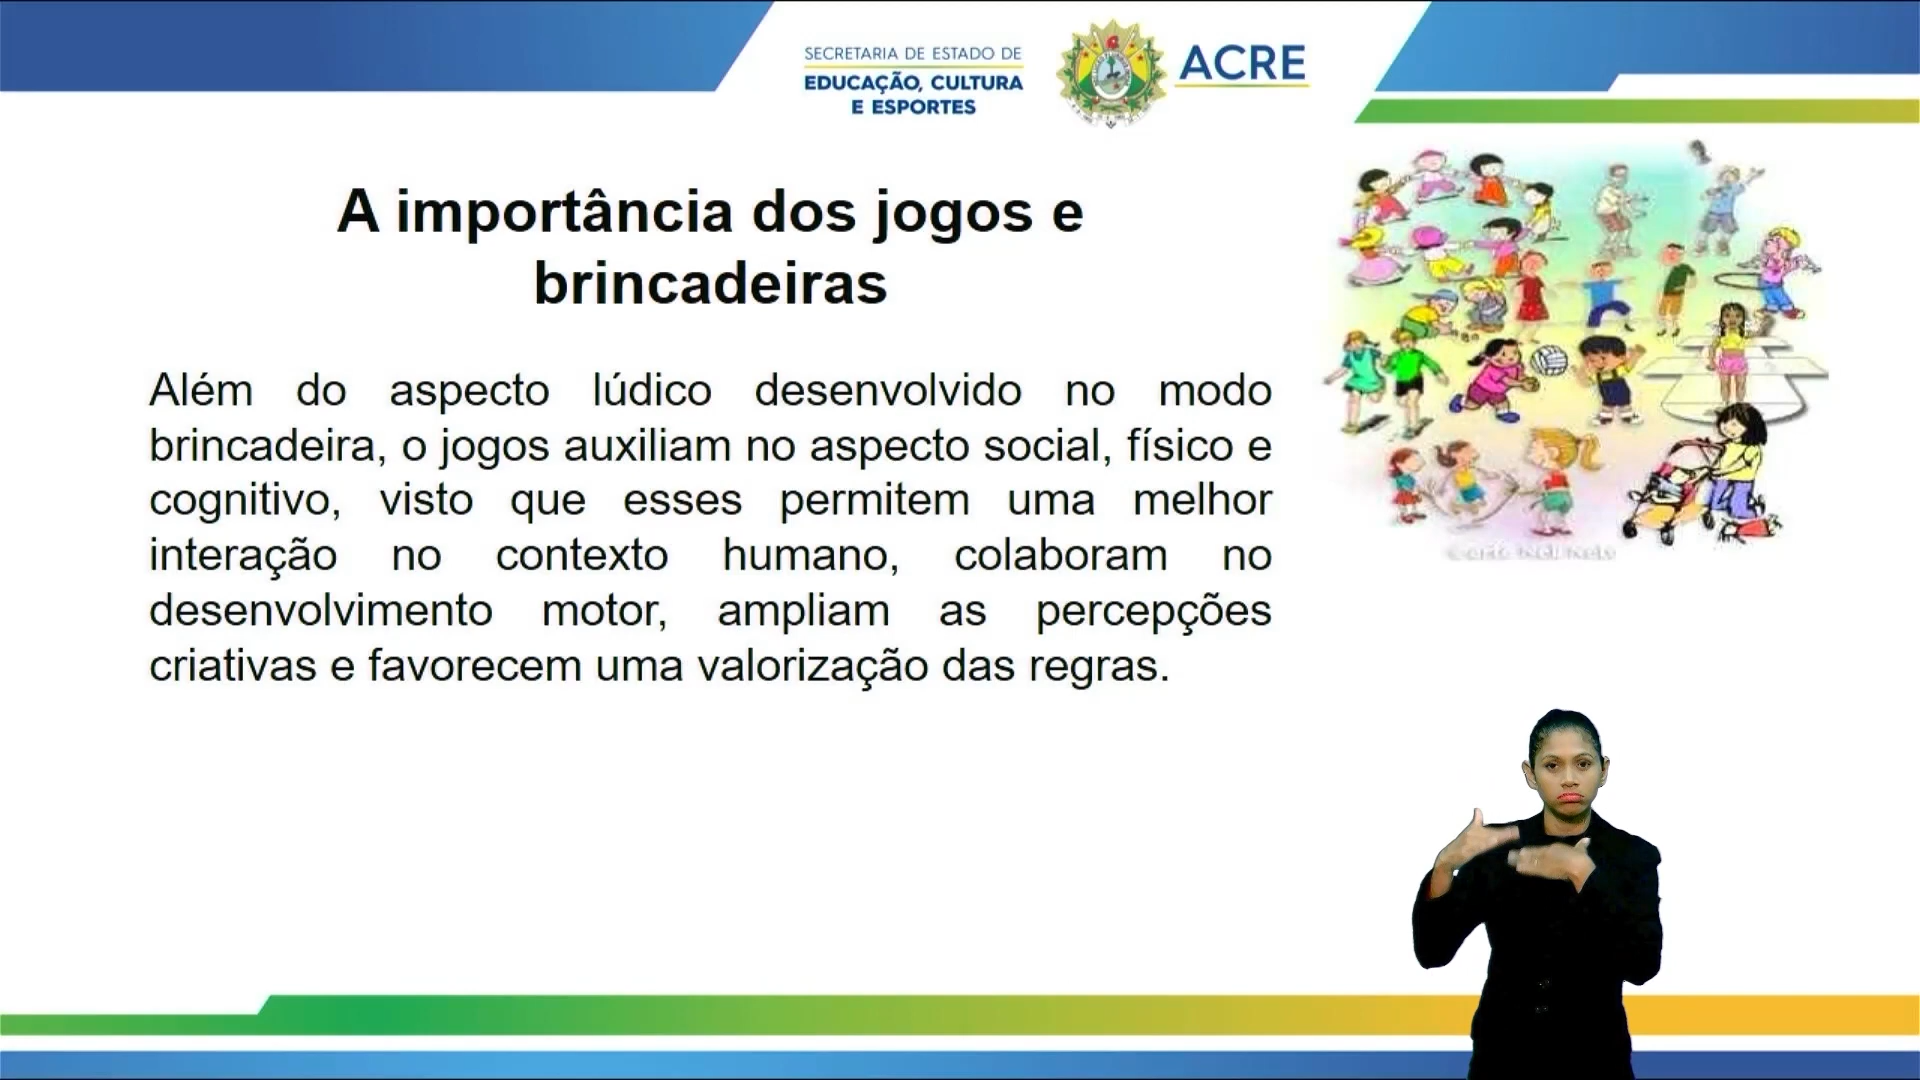 SECRETARIA DE ESTADO DE
EDUCAÇÃO, CULTURA
E ESPORTES
ACRE
A importância dos jogos e
brincadeiras
Além do aspecto lúdico desenvolvido no modo
brincadeira, o jogos auxiliam no aspecto social, físico e
cognitivo, visto que esses permitem uma melhor
interação no contexto humano, colaboram no
desenvolvimento motor, ampliam as percepções
criativas e favorecem uma valorização das regras.